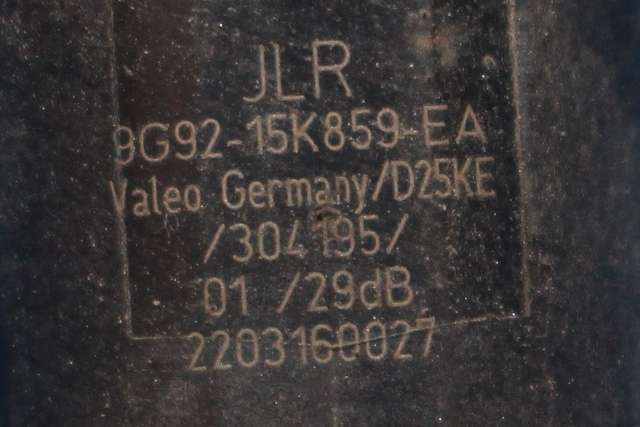 JLR
9G92-15K859-EA
Valeo Germany/D25KE
/304195/
01 /29dB
2203160027